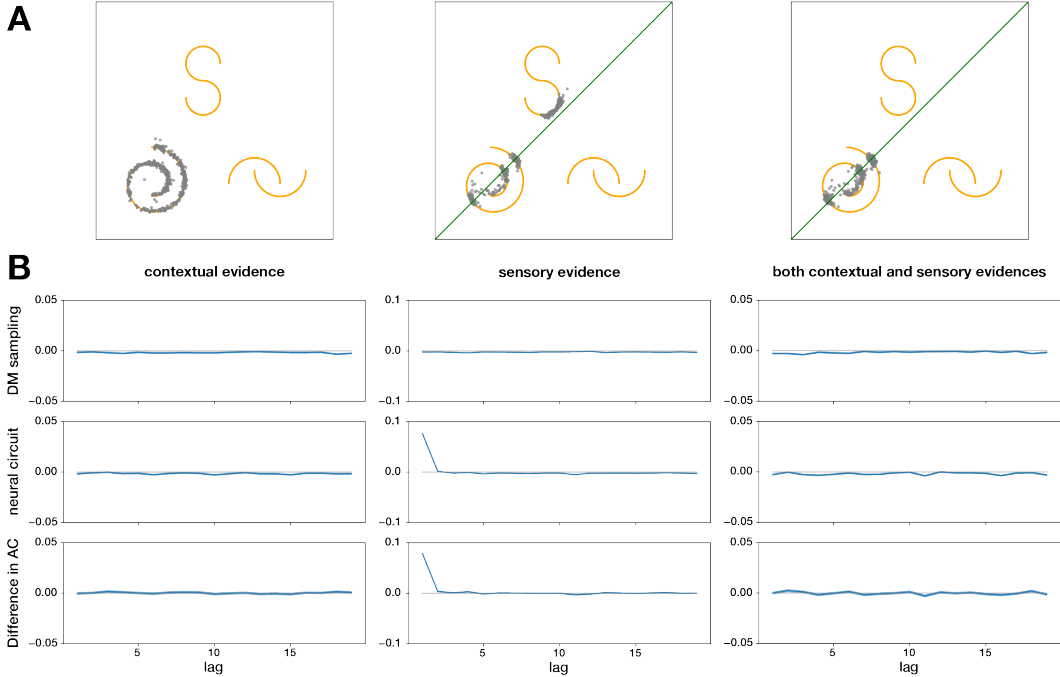 A
B
contextual evidence
sensory evidence
both contextual and sensory evidences
DM sampling
0.05
0.00
−0.05
0.1
0.0
−0.1
0.05
0.00
−0.05
neural circuit
0.05
0.00
−0.05
0.1
0.0
−0.1
0.05
0.00
−0.05
Difference in AC
0.05
0.00
−0.05
0.1
0.0
−0.1
0.05
0.00
−0.05
5 10 15
5 10 15
5 10 15
lag
lag
lag